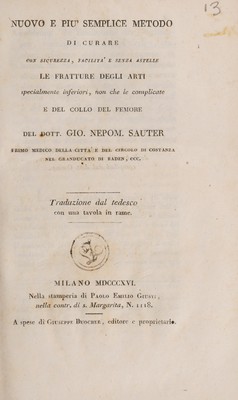 13
NUOVO E PIU' SEMPLICE METODO
DI CURARE
CON SICUREZZA, FACILITA' E SENZA ASTELLE
LE FRATTURE DEGLI ARTI
specialmente inferiori, non che le complicate
E DEL COLLO DEL FEMORE
DEL DOTT. GIO. NEPOM. SAUTER
PRIMO MEDICO DELLA CITTA' E DEL CIRCOLO DI COSTANZA
NEL GRANDUCATO DI BADEN, ECC.
Traduzione dal tedesco
con una tavola in rame.
MILANO MDCCCXVI.
Nella stamperia di PAOLO EMILIO GIUSTI,
nella contr. di s. Margarita, N. 1118.
A spese di GIUSEPPE BUOCHER, editore e proprietario.